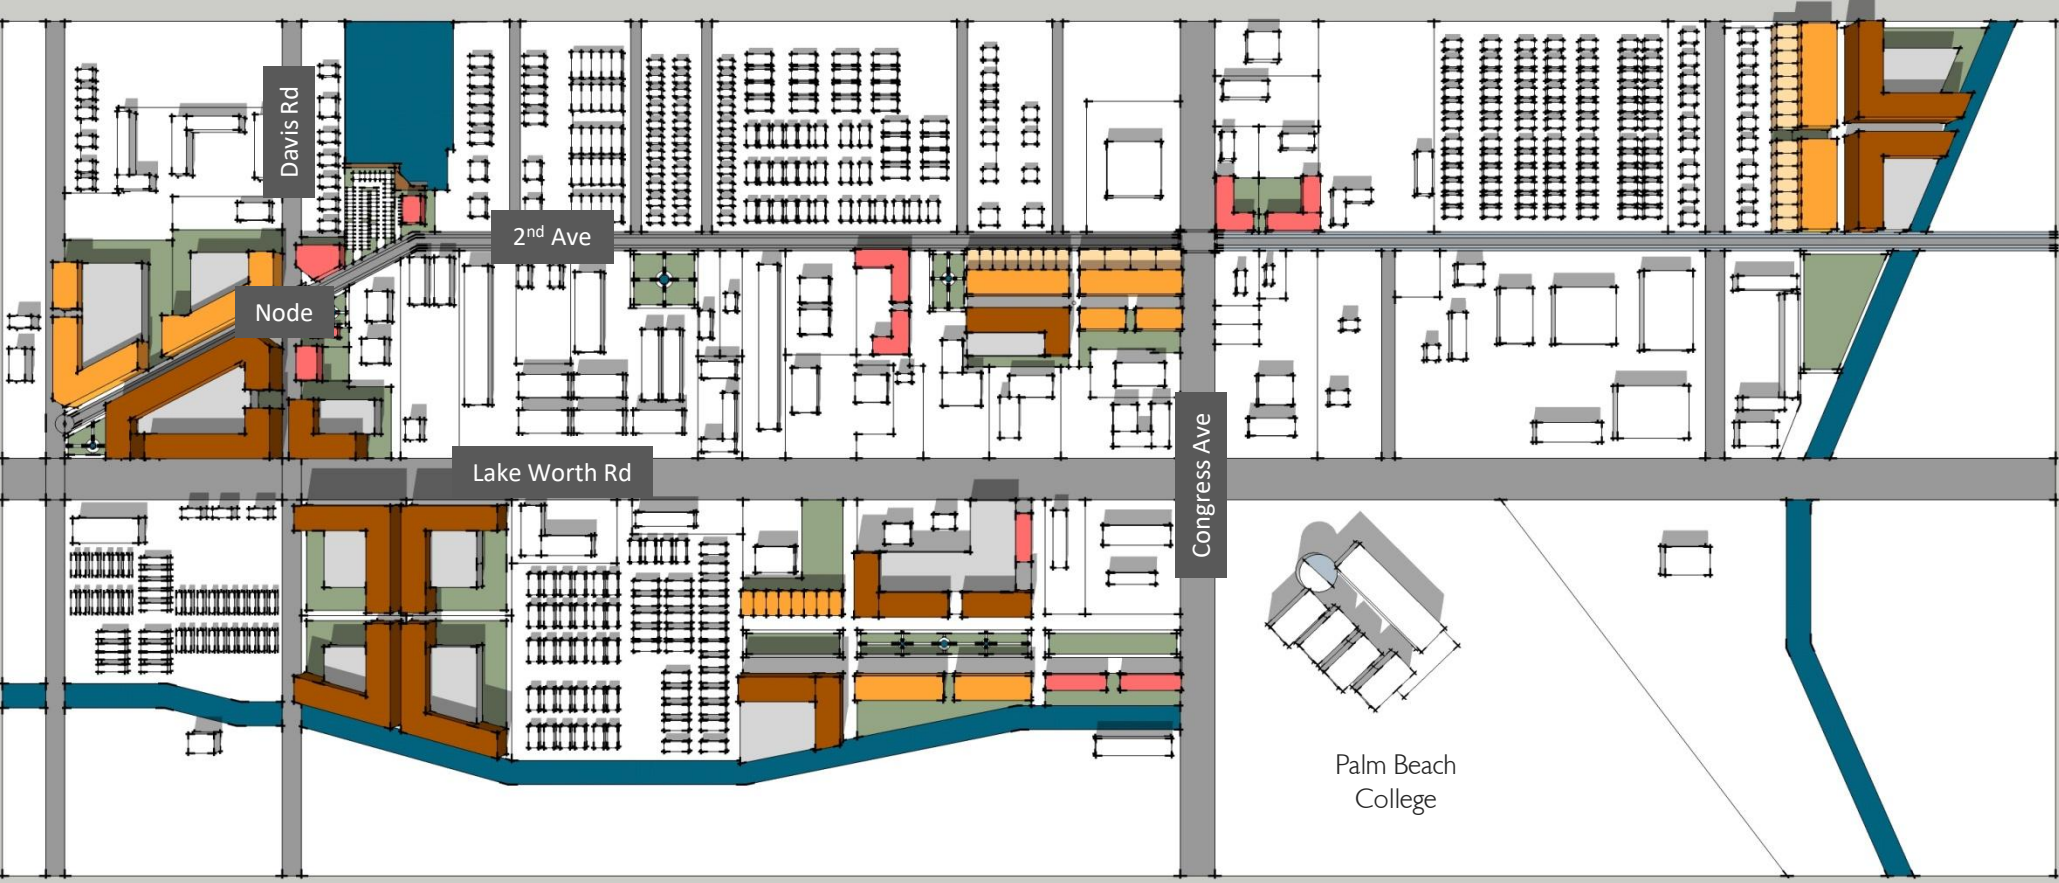 Davis Rd
2nd Ave
Node
Lake Worth Rd
Congress Ave
Palm Beach
College